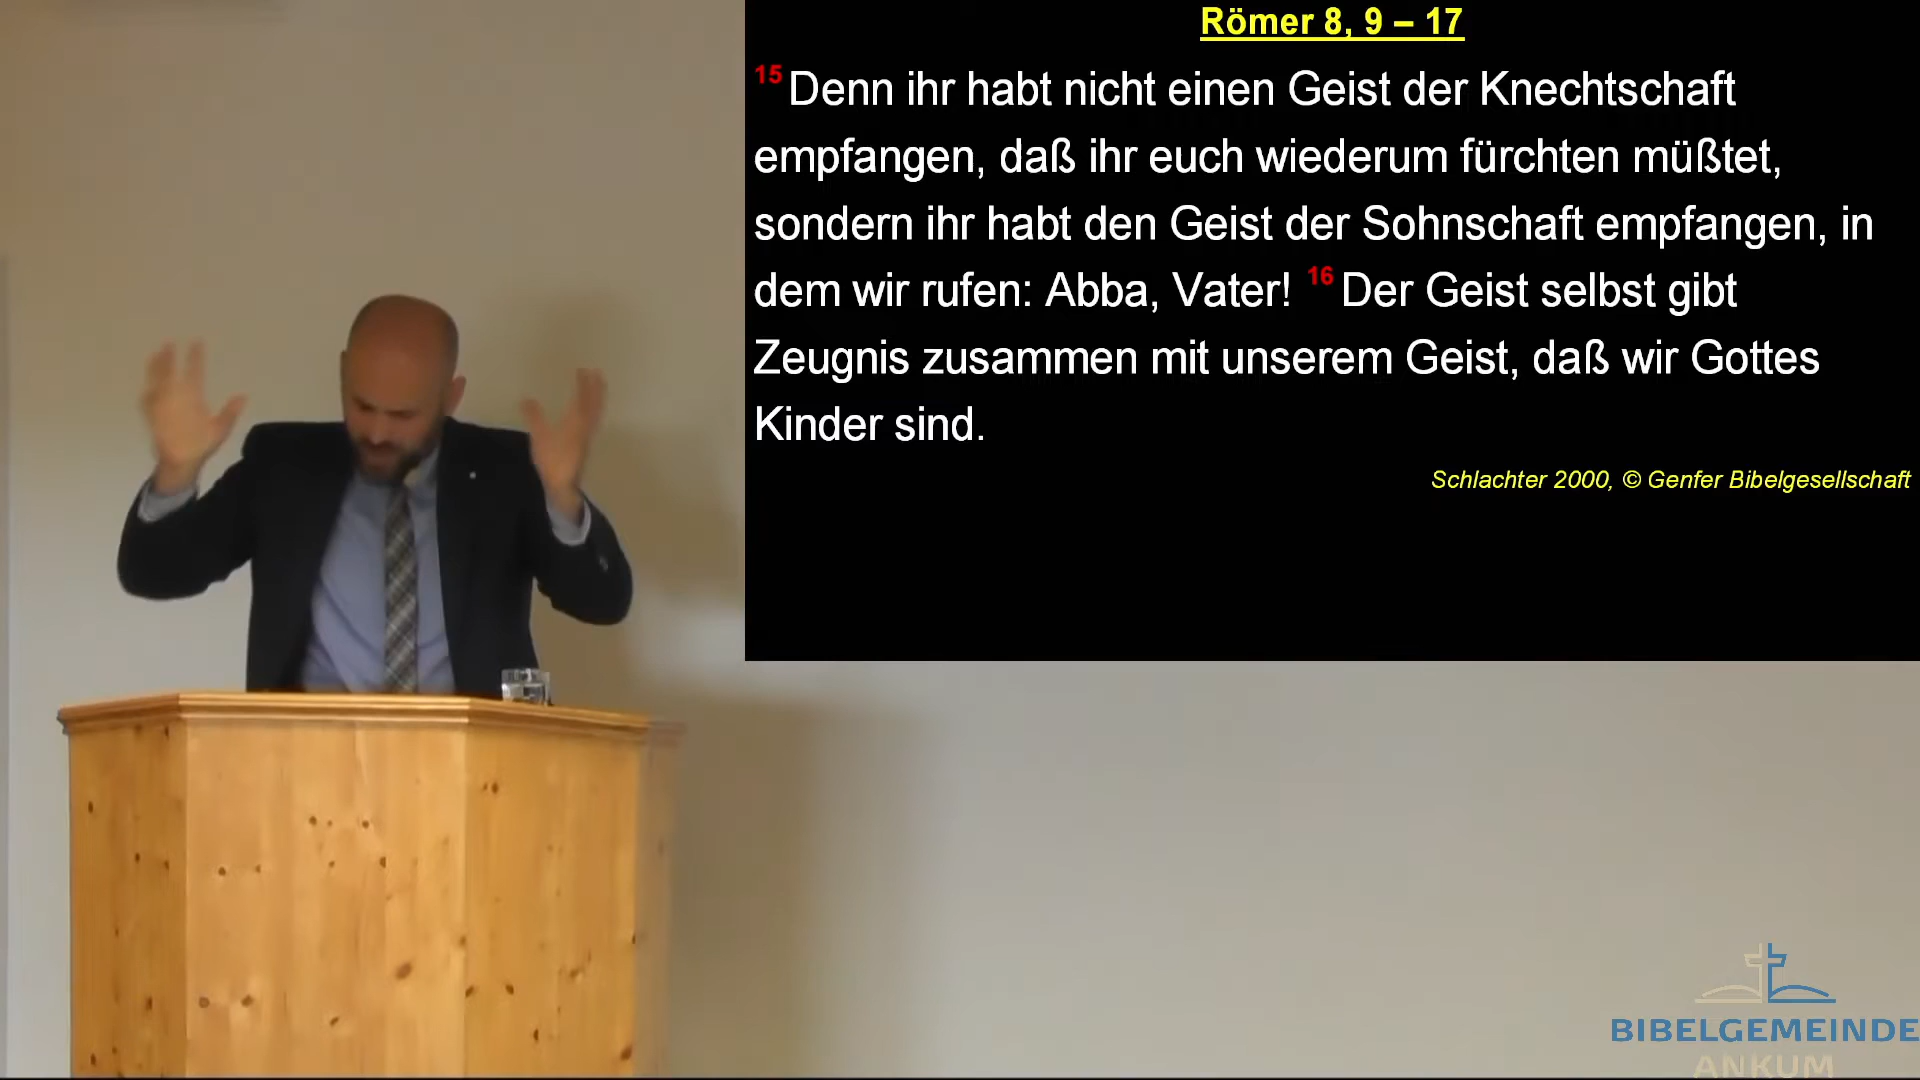 Römer 8, 9 – 17
15 Denn ihr habt nicht einen Geist der Knechtschaft
empfangen, daß ihr euch wiederum fürchten müßtet,
sondern ihr habt den Geist der Sohnschaft empfangen, in
dem wir rufen: Abba, Vater! 16 Der Geist selbst gibt
Zeugnis zusammen mit unserem Geist, daß wir Gottes
Kinder sind.
Schlachter 2000, © Genfer Bibelgesellschaft
BIBELGEMEINDE
ANKUM